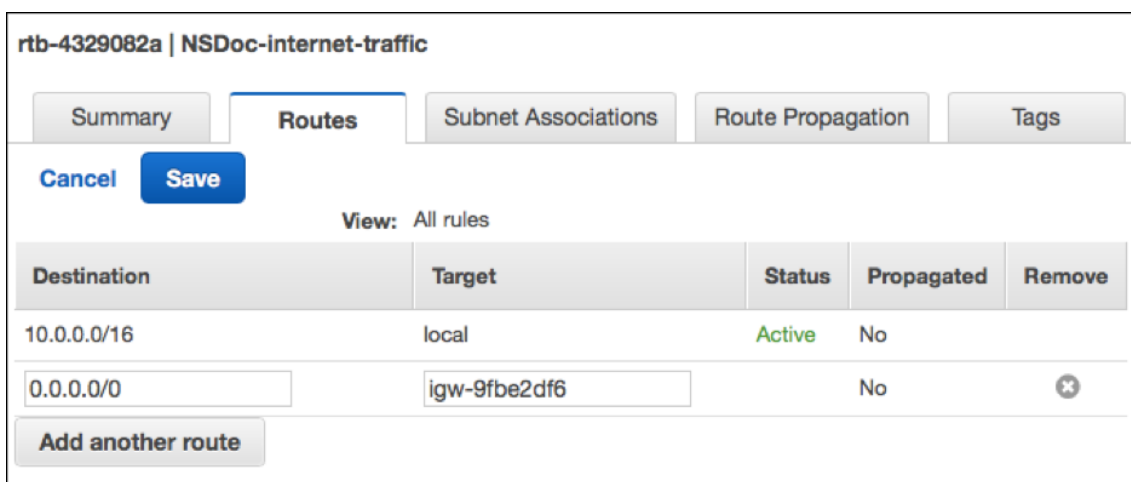 rtb-4329082a | NSDoc-internet-traffic
Summary Routes Subnet Associations Route Propagation Tags
Cancel Save
View: All rules
Destination Target Status Propagated Remove
10.0.0.0/16 local Active No
0.0.0.0/0 igw-9fbe2df6 No
Add another route